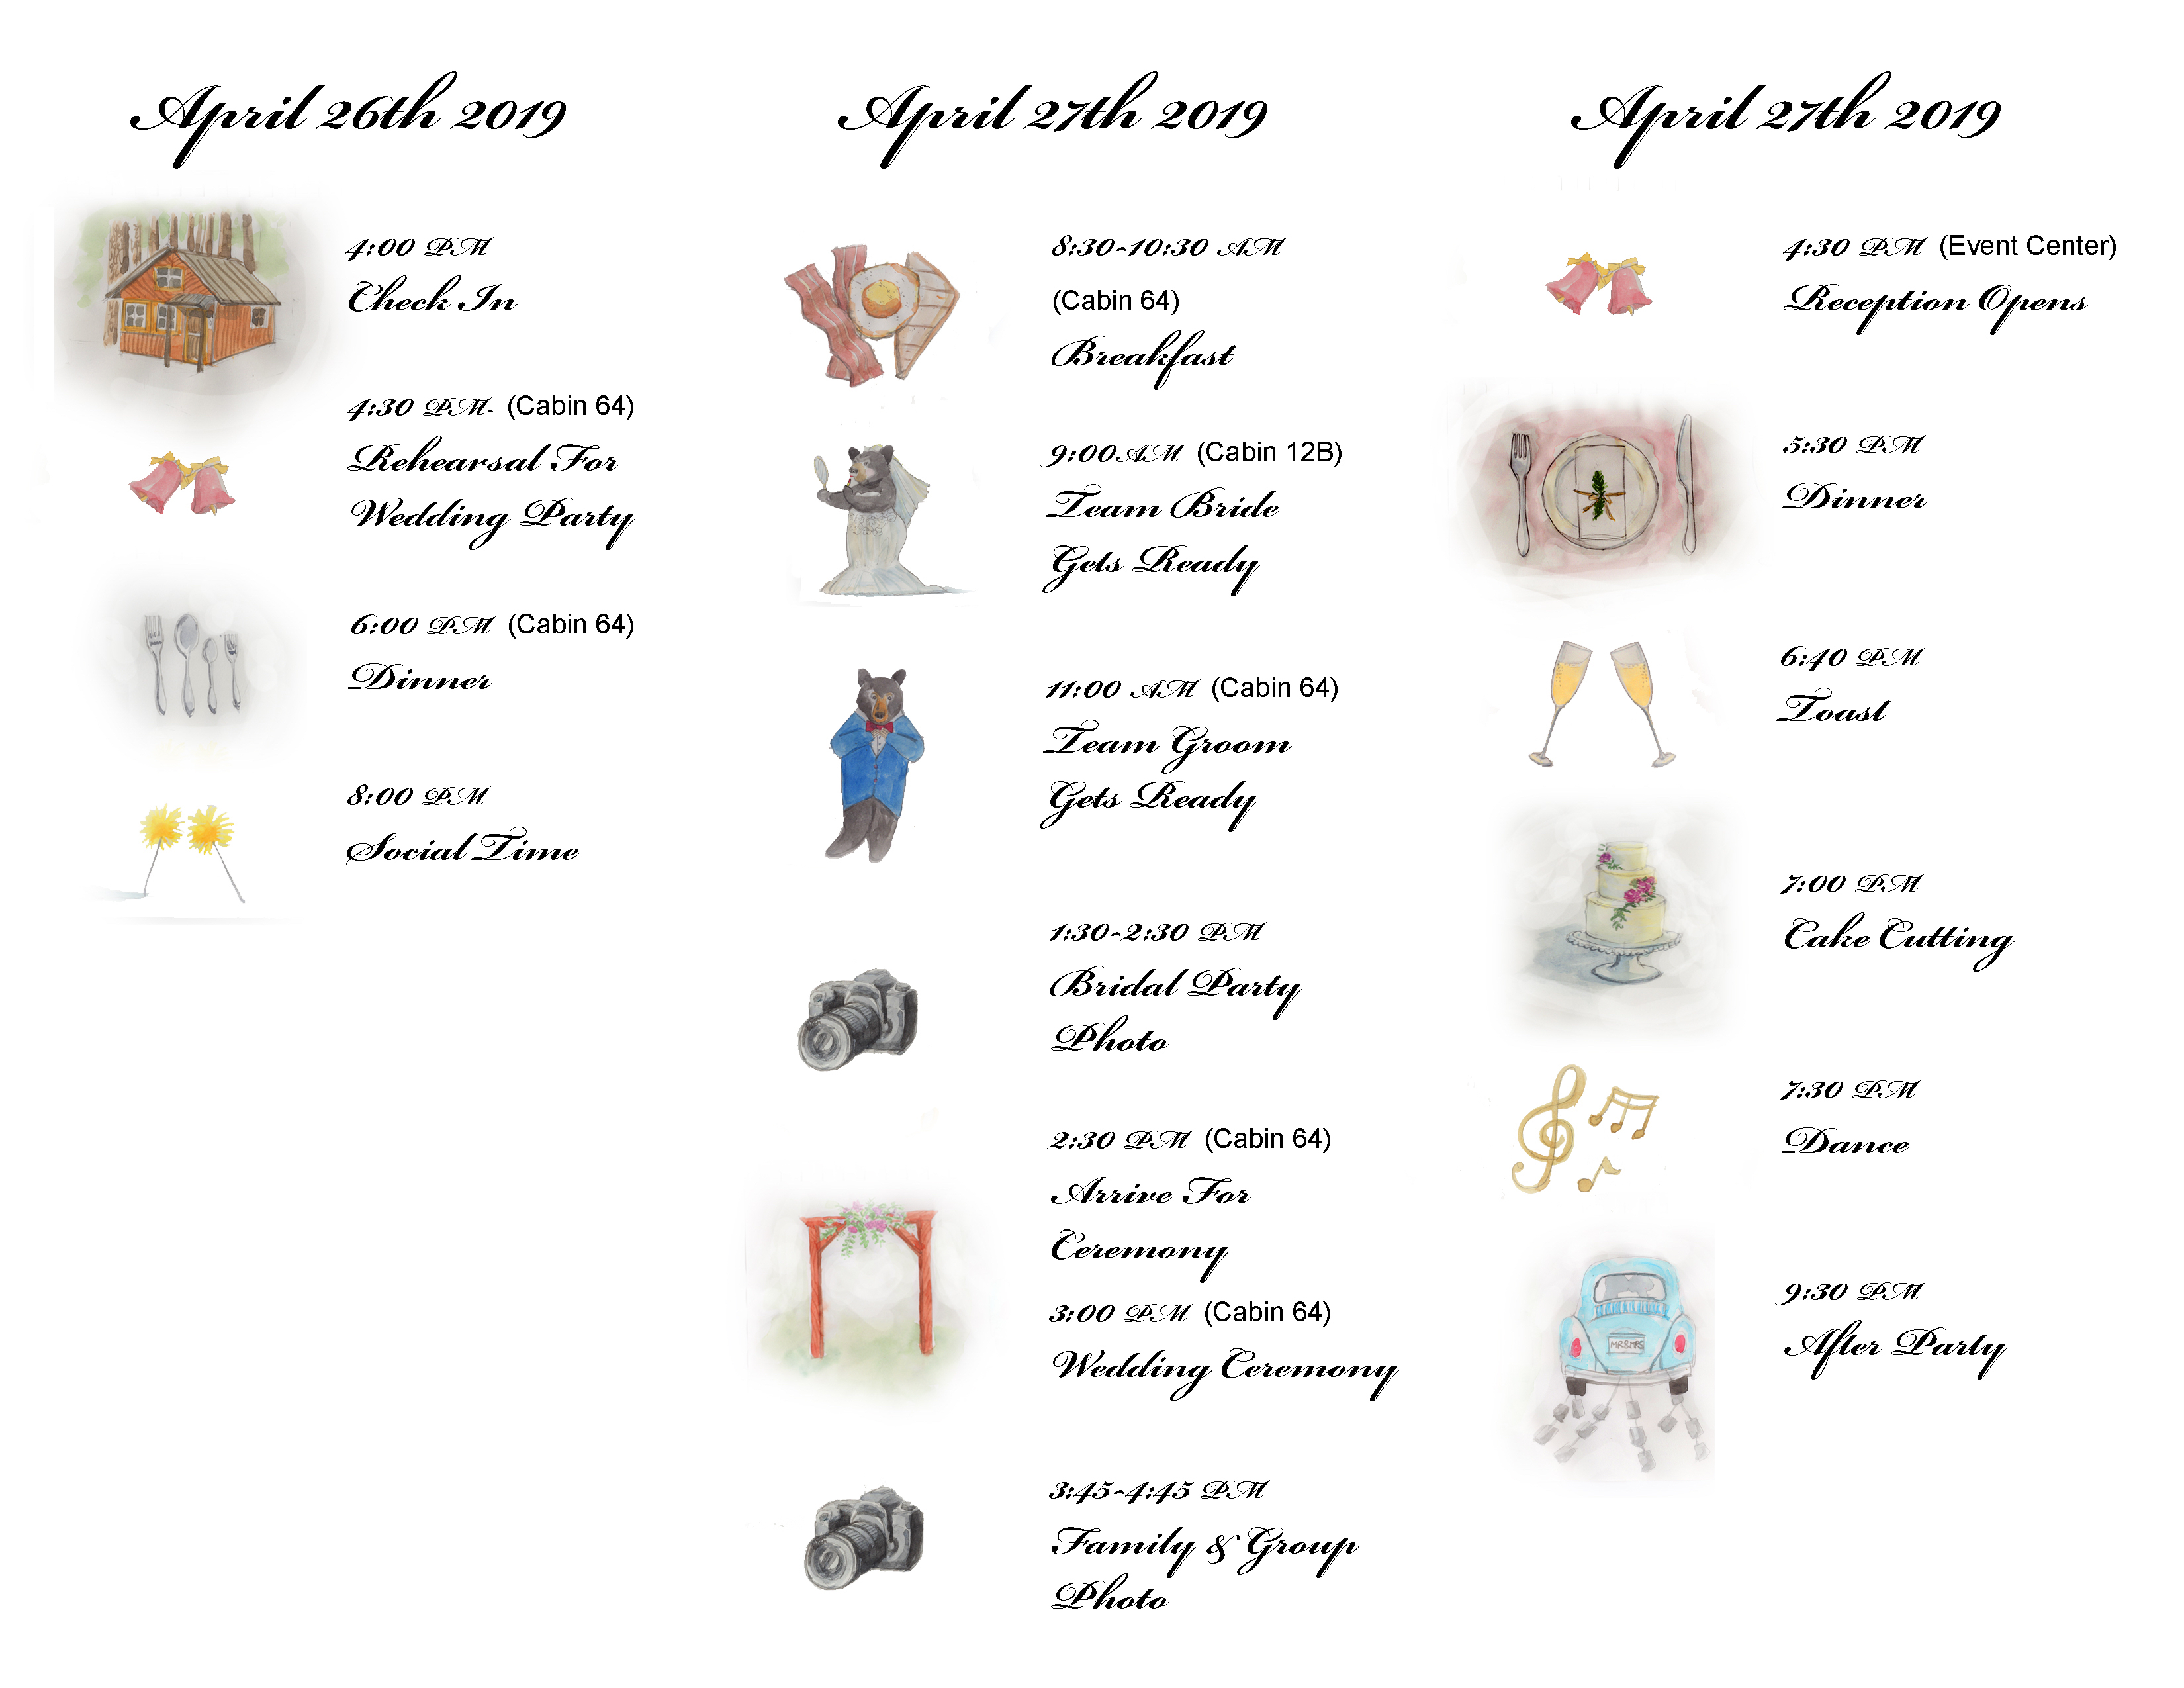 April 26th 2019
4:00 PM
Check In
4:30 PM (Cabin 64)
Rehearsal For
Wedding Party
6:00 PM (Cabin 64)
Dinner
8:00 PM
Social Time
April 27th 2019
8:30-10:30 AM
(Cabin 64)
Breakfast
9:00AM (Cabin 12B)
Team Bride
Gets Ready
11:00 AM (Cabin 64)
Team Groom
Gets Ready
1:30-2:30 PM
Bridal Party
Photo
2:30 PM (Cabin 64)
Arrive For
Ceremony
3:00 PM (Cabin 64)
Wedding Ceremony
3:45-4:45 PM
Family & Group
Photo
April 27th 2019
4:30 PM (Event Center)
Reception Opens
5:30 PM
Dinner
6:40 PM
Toast
7:00 PM
Cake Cutting
7:30 PM
Dance
9:30 PM
After Party
MR&MRS